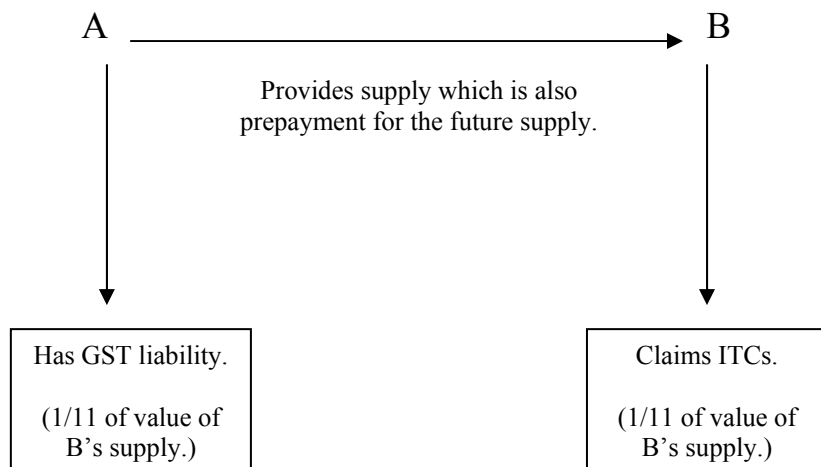 A B
Provides supply which is also
prepayment for the future supply.
Has GST liability.
(1/11 of value of
B's supply.)
Claims ITCs.
(1/11 of value of
B's supply.)